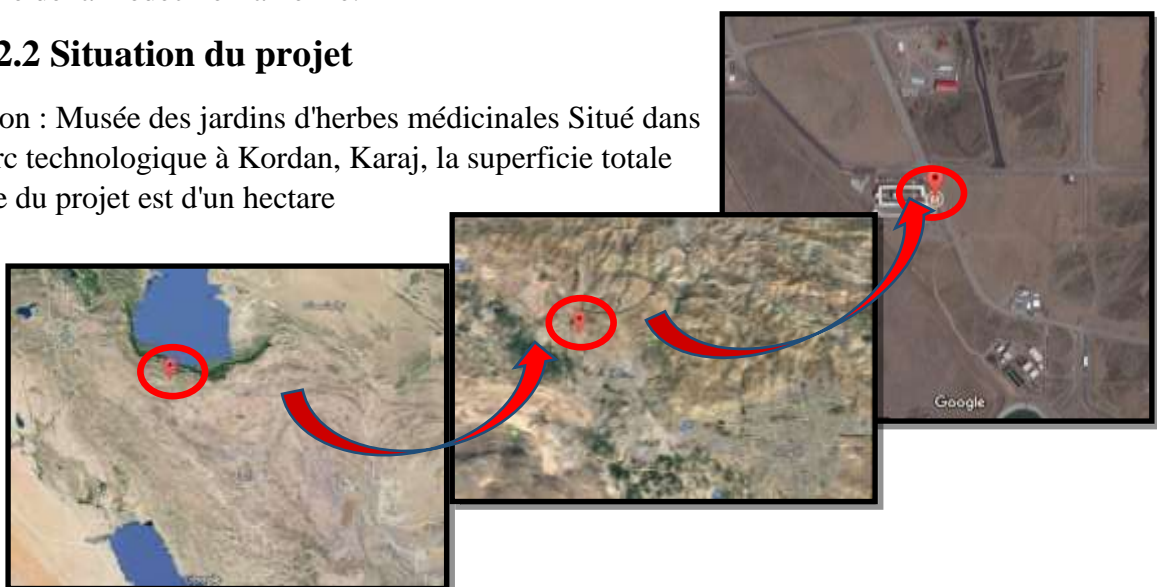 2.2 Situation du projet
on : Musée des jardins d'herbes médicinales Situé dans
rc technologique à Kordan, Karaj, la superficie totale
e du projet est d'un hectare
M
Google
Google